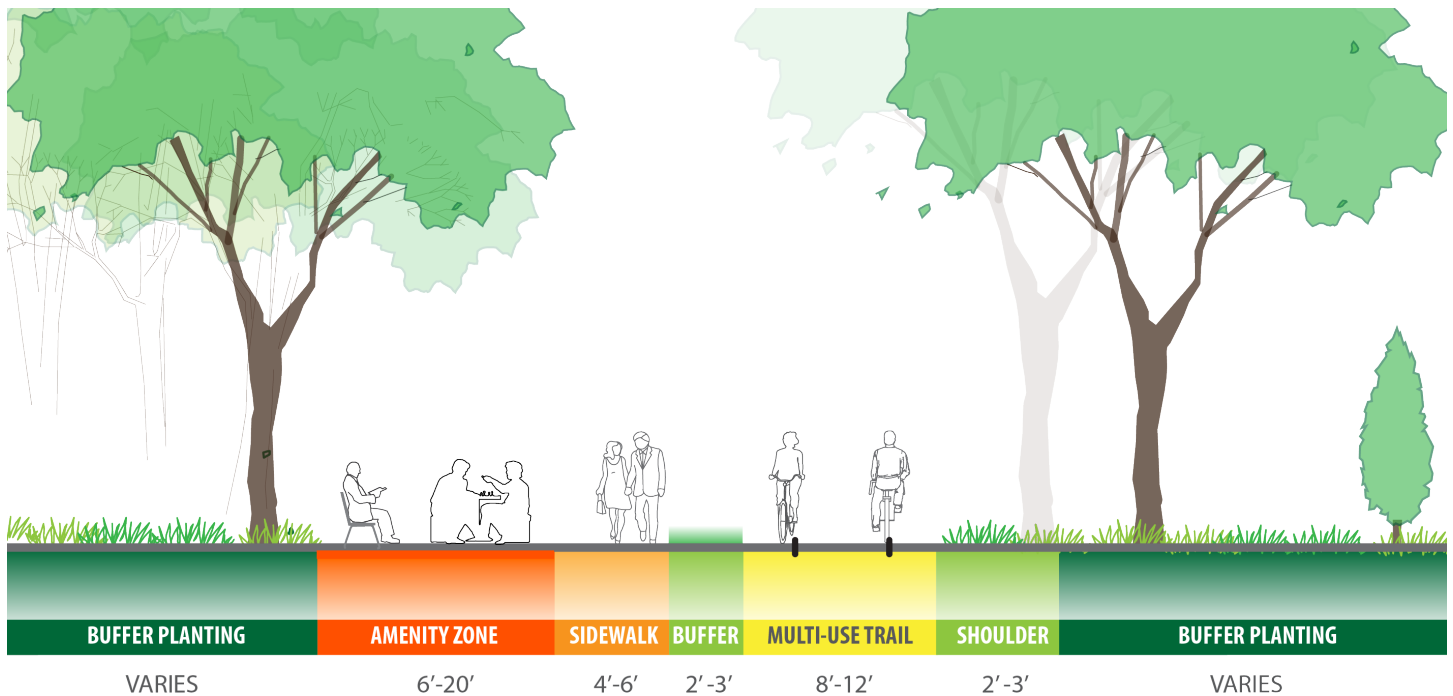 BUFFER PLANTING AMENITY ZONE SIDEWALK BUFFER MULTI-USE TRAIL SHOULDER BUFFER PLANTING
VARIES 6’-20’ 4’-6’ 2’-3’ 8’-12’ 2’-3’ VARIES